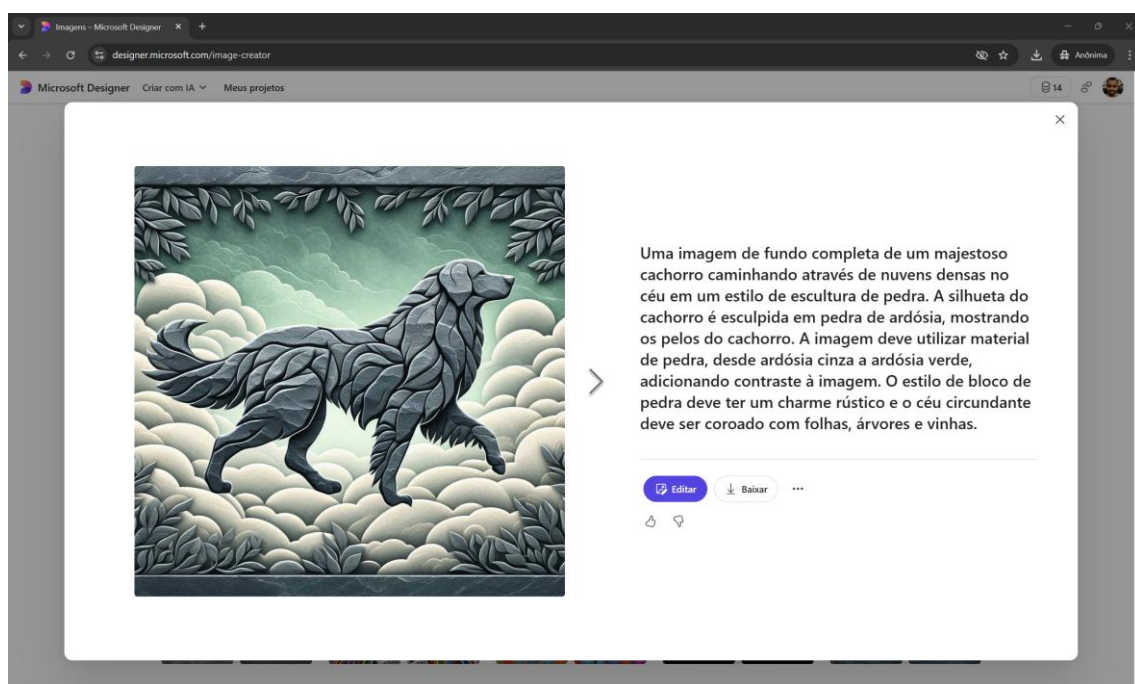 Imagens – Microsoft Designer
designer.microsoft.com/image-creator
Anônima
Microsoft Designer Criar com IA Meus projetos
14
Uma imagem de fundo completa de um majestoso
cachorro caminhando através de nuvens densas no
céu em um estilo de escultura de pedra. A silhueta do
cachorro é esculpida em pedra de ardósia, mostrando
os pelos do cachorro. A imagem deve utilizar material
de pedra, desde ardósia cinza a ardósia verde,
adicionando contraste à imagem. O estilo de bloco de
pedra deve ter um charme rústico e o céu circundante
deve ser coroado com folhas, árvores e vinhas.
Editar Baixar